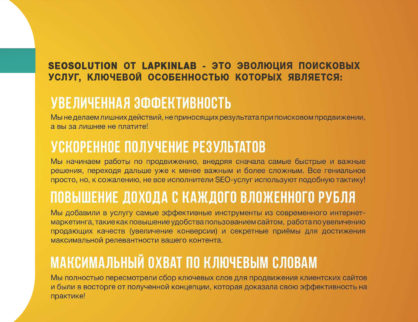 SEOSOLUTION ОТ LAPKINLAB - ЭТО ЭВОЛЮЦИЯ ПОИСКОВЫХ
УСЛУГ, КЛЮЧЕВОЙ ОСОБЕННОСТЬЮ КОТОРЫХ ЯВЛЯЕТСЯ:
УВЕЛИЧЕННАЯ ЭФФЕКТИВНОСТЬ
Мы не делаем лишних действий, не приносящих результата при поисковом продвижении,
а вы за лишнее не платите!
УСКОРЕННОЕ ПОЛУЧЕНИЕ РЕЗУЛЬТАТОВ
Мы начинаем работы по продвижению, внедряя сначала самые быстрые и важные
решения, переходя дальше уже к менее важным и более сложным. Все гениальное
просто, но, к сожалению, не все исполнители SEO-услуг используют подобную тактику!
ПОВЫШЕНИЕ ДОХОДА С КАЖДОГО ВЛОЖЕННОГО РУБЛЯ
Мы добавили в услугу самые эффективные инструменты из современного интернет-
маркетинга, такие как повышение удобства пользованием сайтом, работа по увеличению
продающих качеств (увеличение конверсии) и секретные приёмы для достижения
максимальной релевантности вашего контента.
МАКСИМАЛЬНЫЙ ОХВАТ ПО КЛЮЧЕВЫМ СЛОВАМ
Мы полностью пересмотрели сбор ключевых слов для продвижения клиентских сайтов
и были в восторге от полученной концепции, которая доказала свою эффективность на
практике!